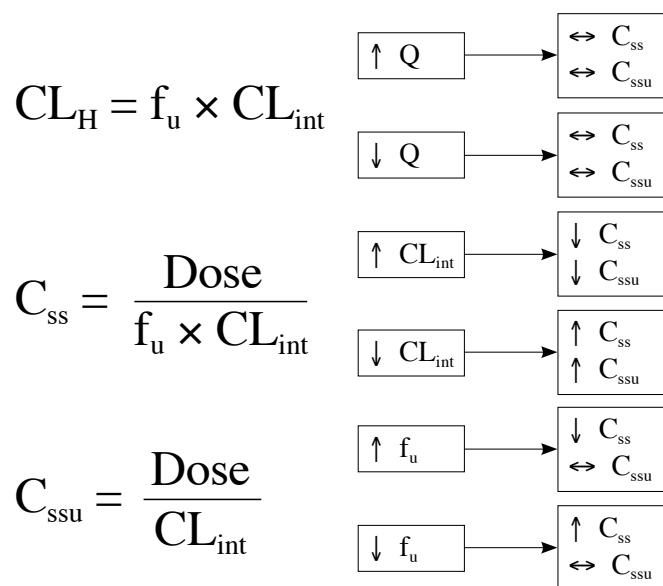 CL_H = f_u × CL_int
C_ss = Dose / f_u × CL_int
C_ssu = Dose / CL_int
↑ Q
↔ C_ss
↔ C_ssu
↓ Q
↔ C_ss
↔ C_ssu
↑ CL_int
↓ C_ss
↓ C_ssu
↓ CL_int
↑ C_ss
↑ C_ssu
↑ f_u
↓ C_ss
↔ C_ssu
↓ f_u
↑ C_ss
↔ C_ssu